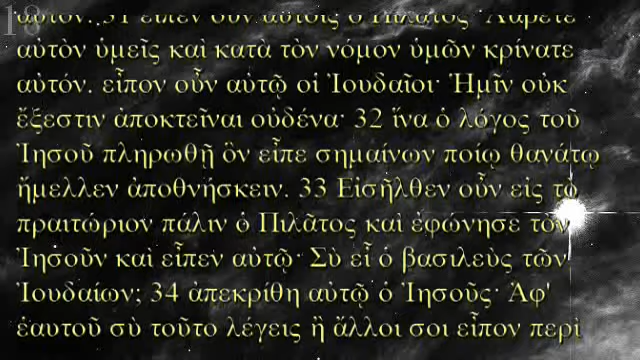 18
αὐτόν. 31 εἶπεν οὖν αὐτοῖς ὁ Πιλᾶτος· Λάβετε
αὐτὸν ὑμεῖς καὶ κατὰ τὸν νόμον ὑμῶν κρίνατε
αὐτόν. εἶπον οὖν αὐτῷ οἱ Ἰουδαῖοι· Ἡμῖν οὐκ
ἔξεστιν ἀποκτεῖναι οὐδένα· 32 ἵνα ὁ λόγος τοῦ
Ἰησοῦ πληρωθῇ ὃν εἶπε σημαίνων ποίῳ θανάτῳ
ἤμελλεν ἀποθνήσκειν. 33 Εἰσῆλθεν οὖν εἰς τὸ
πραιτώριον πάλιν ὁ Πιλᾶτος καὶ ἐφώνησε τὸν
Ἰησοῦν καὶ εἶπεν αὐτῷ· Σὺ εἶ ὁ βασιλεὺς τῶν
Ἰουδαίων; 34 ἀπεκρίθη αὐτῷ ὁ Ἰησοῦς· Ἀφ'
ἑαυτοῦ σὺ τοῦτο λέγεις ἢ ἄλλοι σοι εἶπον περὶ